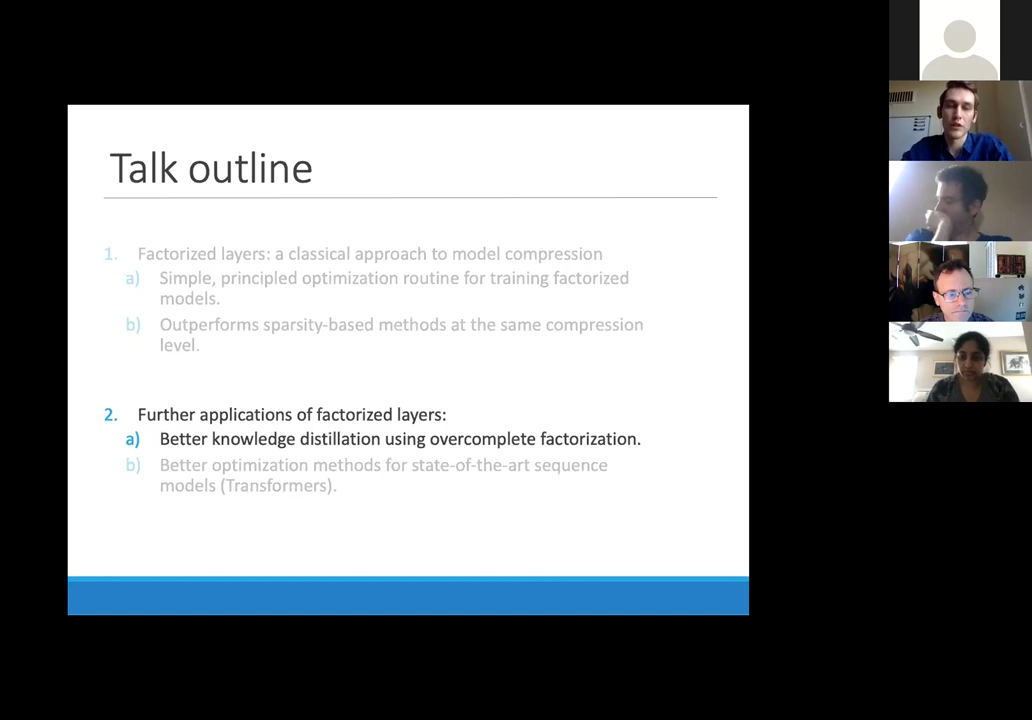 Talk outline
1. Factorized layers: a classical approach to model compression
a) Simple, principled optimization routine for training factorized
models.
b) Outperforms sparsity-based methods at the same compression
level.
2. Further applications of factorized layers:
a) Better knowledge distillation using overcomplete factorization.
b) Better optimization methods for state-of-the-art sequence
models (Transformers).